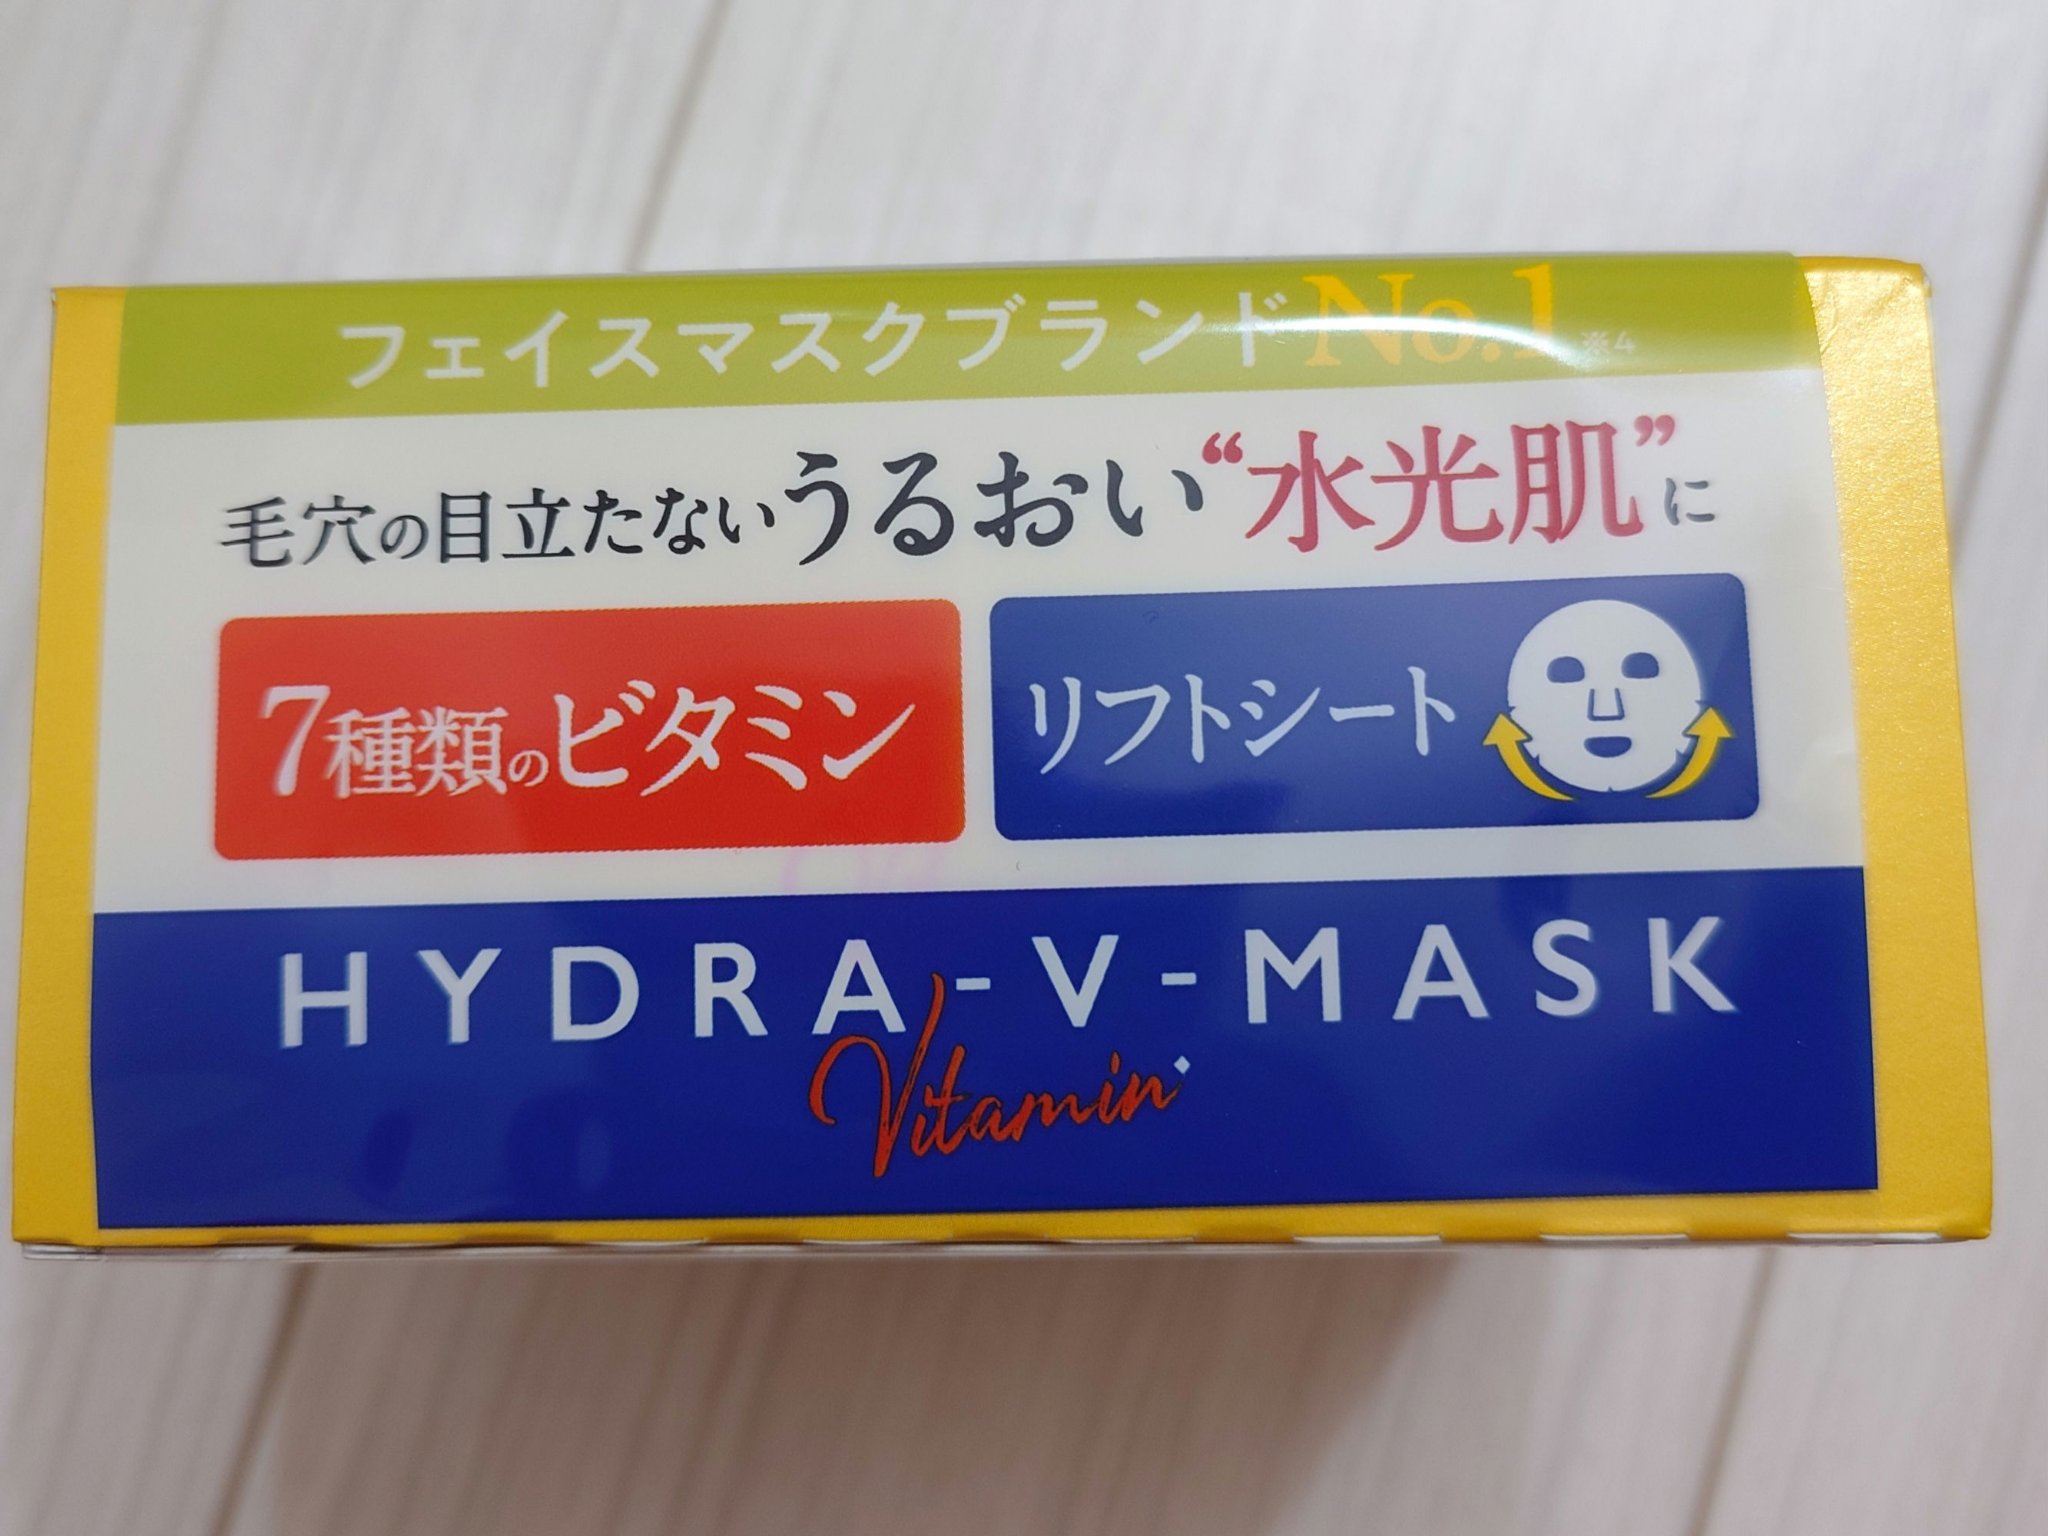 フェイスマスクブランドNo.1※4
毛穴の目立たないうるおい“水光肌”に
7種類のビタミン
リフトシート
HYDRA-V-MASK
Vitamin